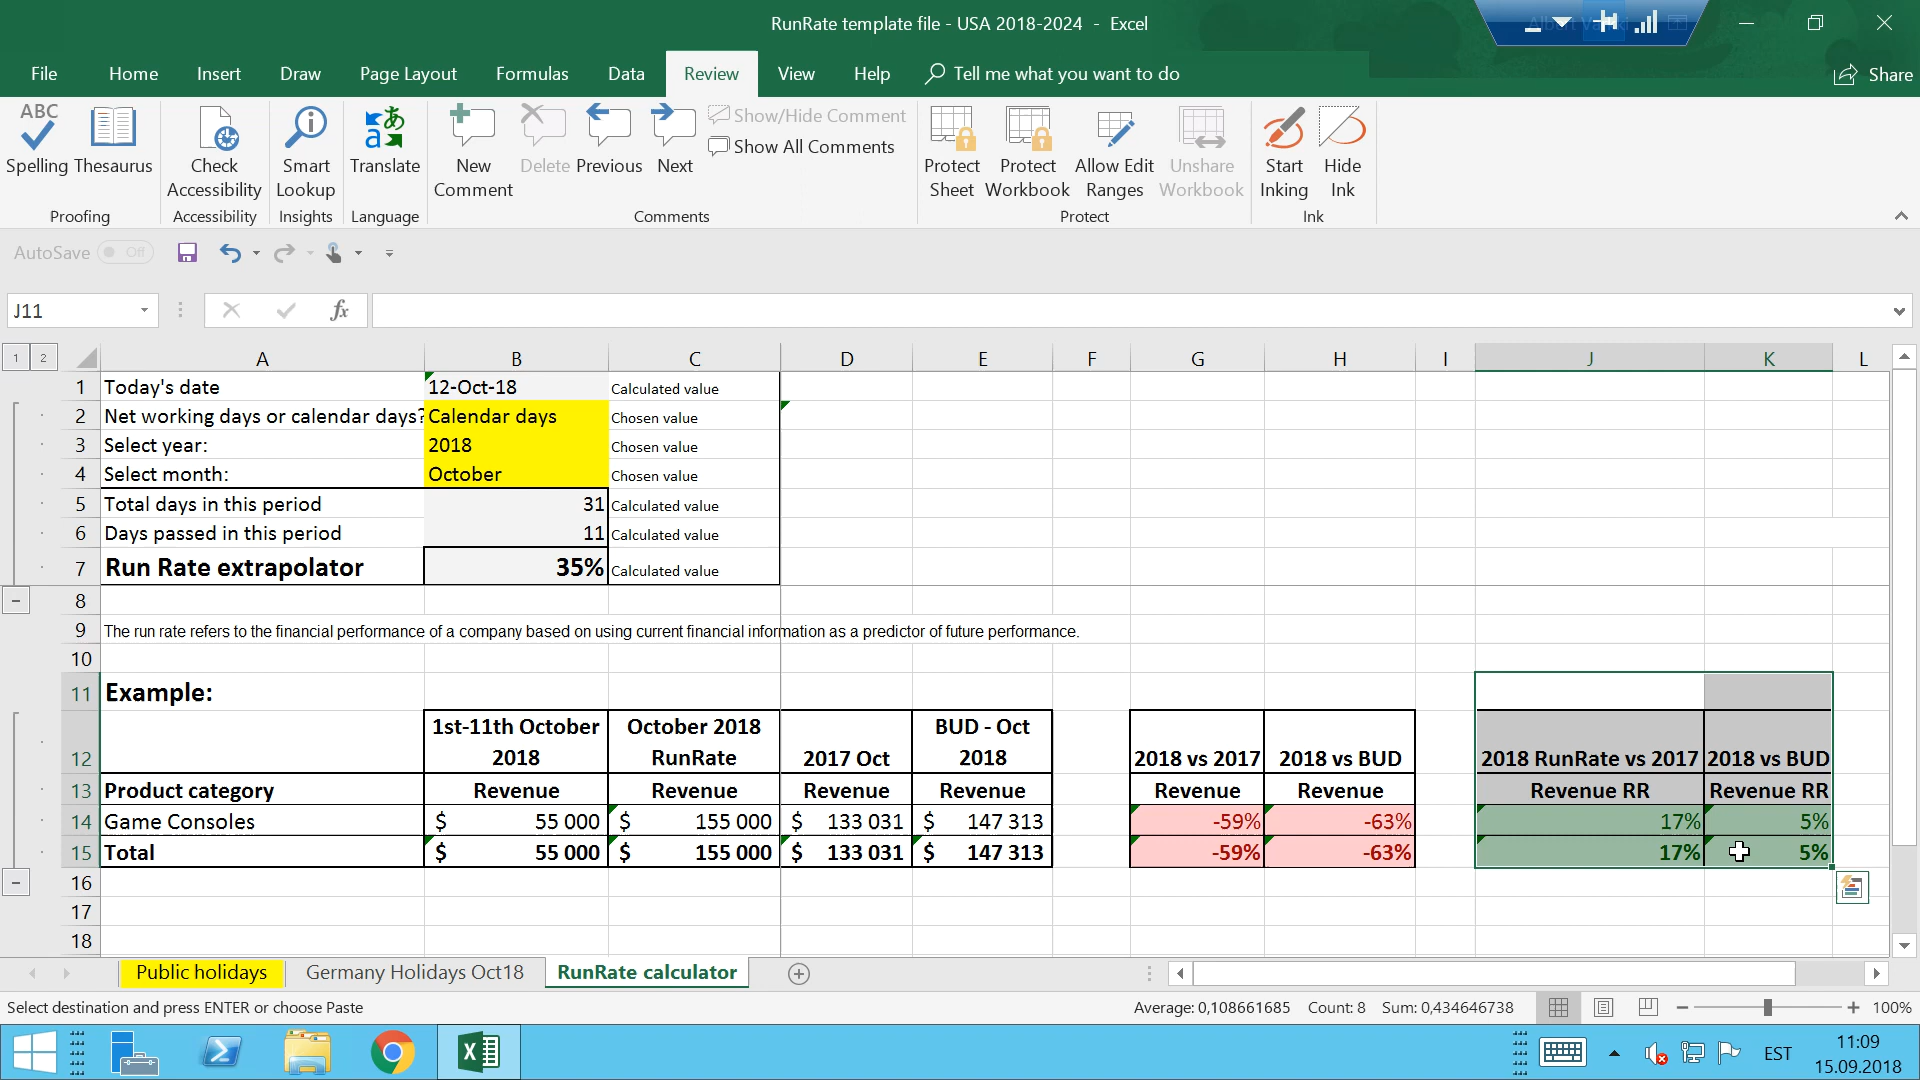 RunRate template file - USA 2018-2024 - Excel
File Home Insert Draw Page Layout Formulas Data Review View Help Tell me what you want to do Share
ABC
Spelling Thesaurus Check Accessibility Smart Lookup Translate New Comment Delete Previous Next Show/Hide Comment
Show All Comments
Protect Sheet Protect Workbook Allow Edit Ranges Unshare Workbook Start Inking Hide Ink
Proofing Accessibility Insights Language Comments Protect Ink
AutoSave Off
J11 fx
1 2 A B C D E F G H I J K L
1 Today's date 12-Oct-18 Calculated value
2 Net working days or calendar days? Calendar days Chosen value
3 Select year: 2018 Chosen value
4 Select month: October Chosen value
5 Total days in this period 31 Calculated value
6 Days passed in this period 11 Calculated value
7 Run Rate extrapolator 35% Calculated value
8
9 The run rate refers to the financial performance of a company based on using current financial information as a predictor of future performance.
10
11 Example:
12 1st-11th October 2018 October 2018 RunRate 2017 Oct BUD - Oct 2018 2018 vs 2017 2018 vs BUD 2018 RunRate vs 2017 2018 vs BUD
13 Product category Revenue Revenue Revenue Revenue Revenue Revenue Revenue RR Revenue RR
14 Game Consoles $ 55 000 $ 155 000 $ 133 031 $ 147 313 -59% -63% 17% 5%
15 Total $ 55 000 $ 155 000 $ 133 031 $ 147 313 -59% -63% 17% 5%
16
17
18
Public holidays Germany Holidays Oct18 RunRate calculator
Select destination and press ENTER or choose Paste Average: 0,108661685 Count: 8 Sum: 0,434646738 100%
EST 11:09
15.09.2018